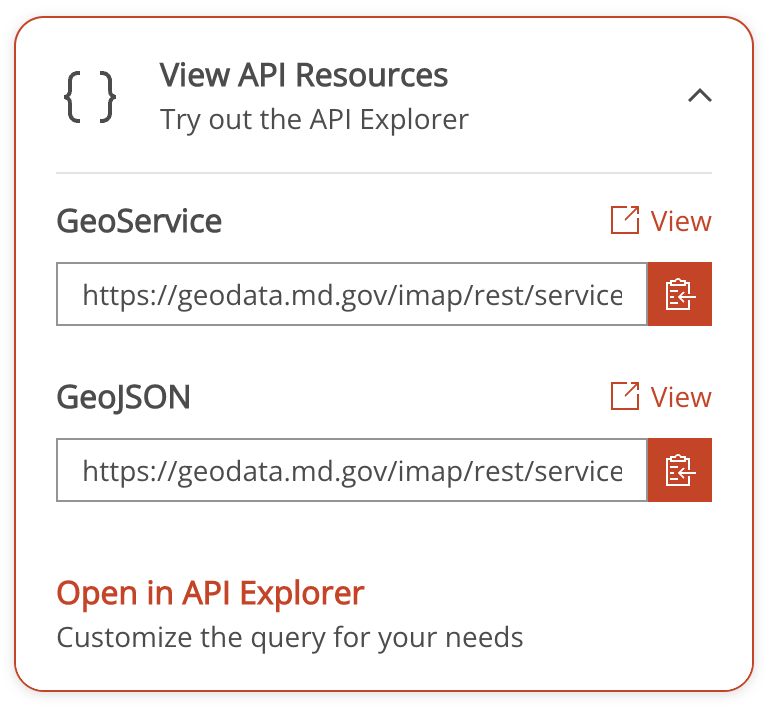 { }
View API Resources
Try out the API Explorer
GeoService
View
https://geodata.md.gov/imap/rest/service
GeoJSON
View
https://geodata.md.gov/imap/rest/service
Open in API Explorer
Customize the query for your needs